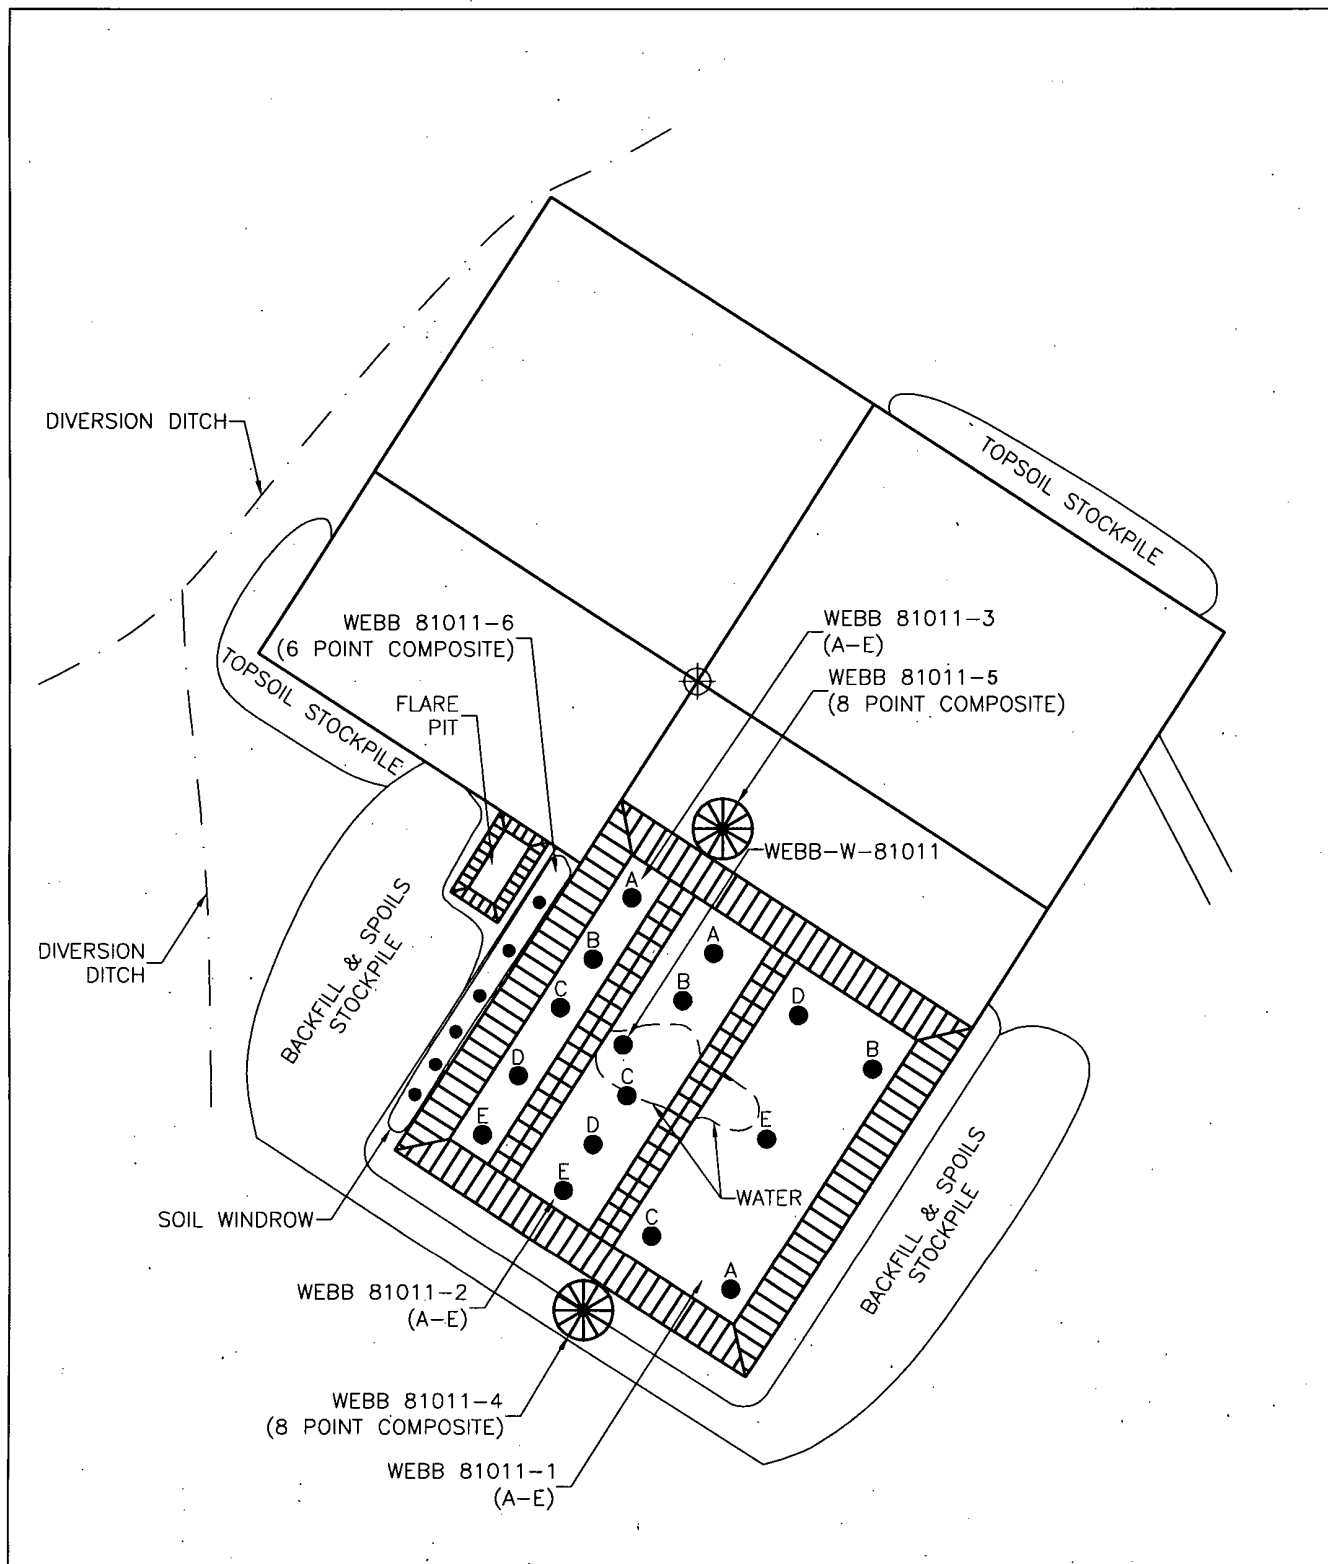 DIVERSION DITCH
TOPSOIL STOCKPILE
WEBB 81011-6
(6 POINT COMPOSITE)
WEBB 81011-3
(A-E)
WEBB 81011-5
(8 POINT COMPOSITE)
TOPSOIL STOCKPILE
FLARE
PIT
WEBB-W-81011
DIVERSION
DITCH
BACKFILL & SPOILS
STOCKPILE
A
B
C
D
E
A
B
C
D
E
D
B
E
C
A
WATER
SOIL WINDROW
BACKFILL & SPOILS
STOCKPILE
WEBB 81011-2
(A-E)
WEBB 81011-4
(8 POINT COMPOSITE)
WEBB 81011-1
(A-E)